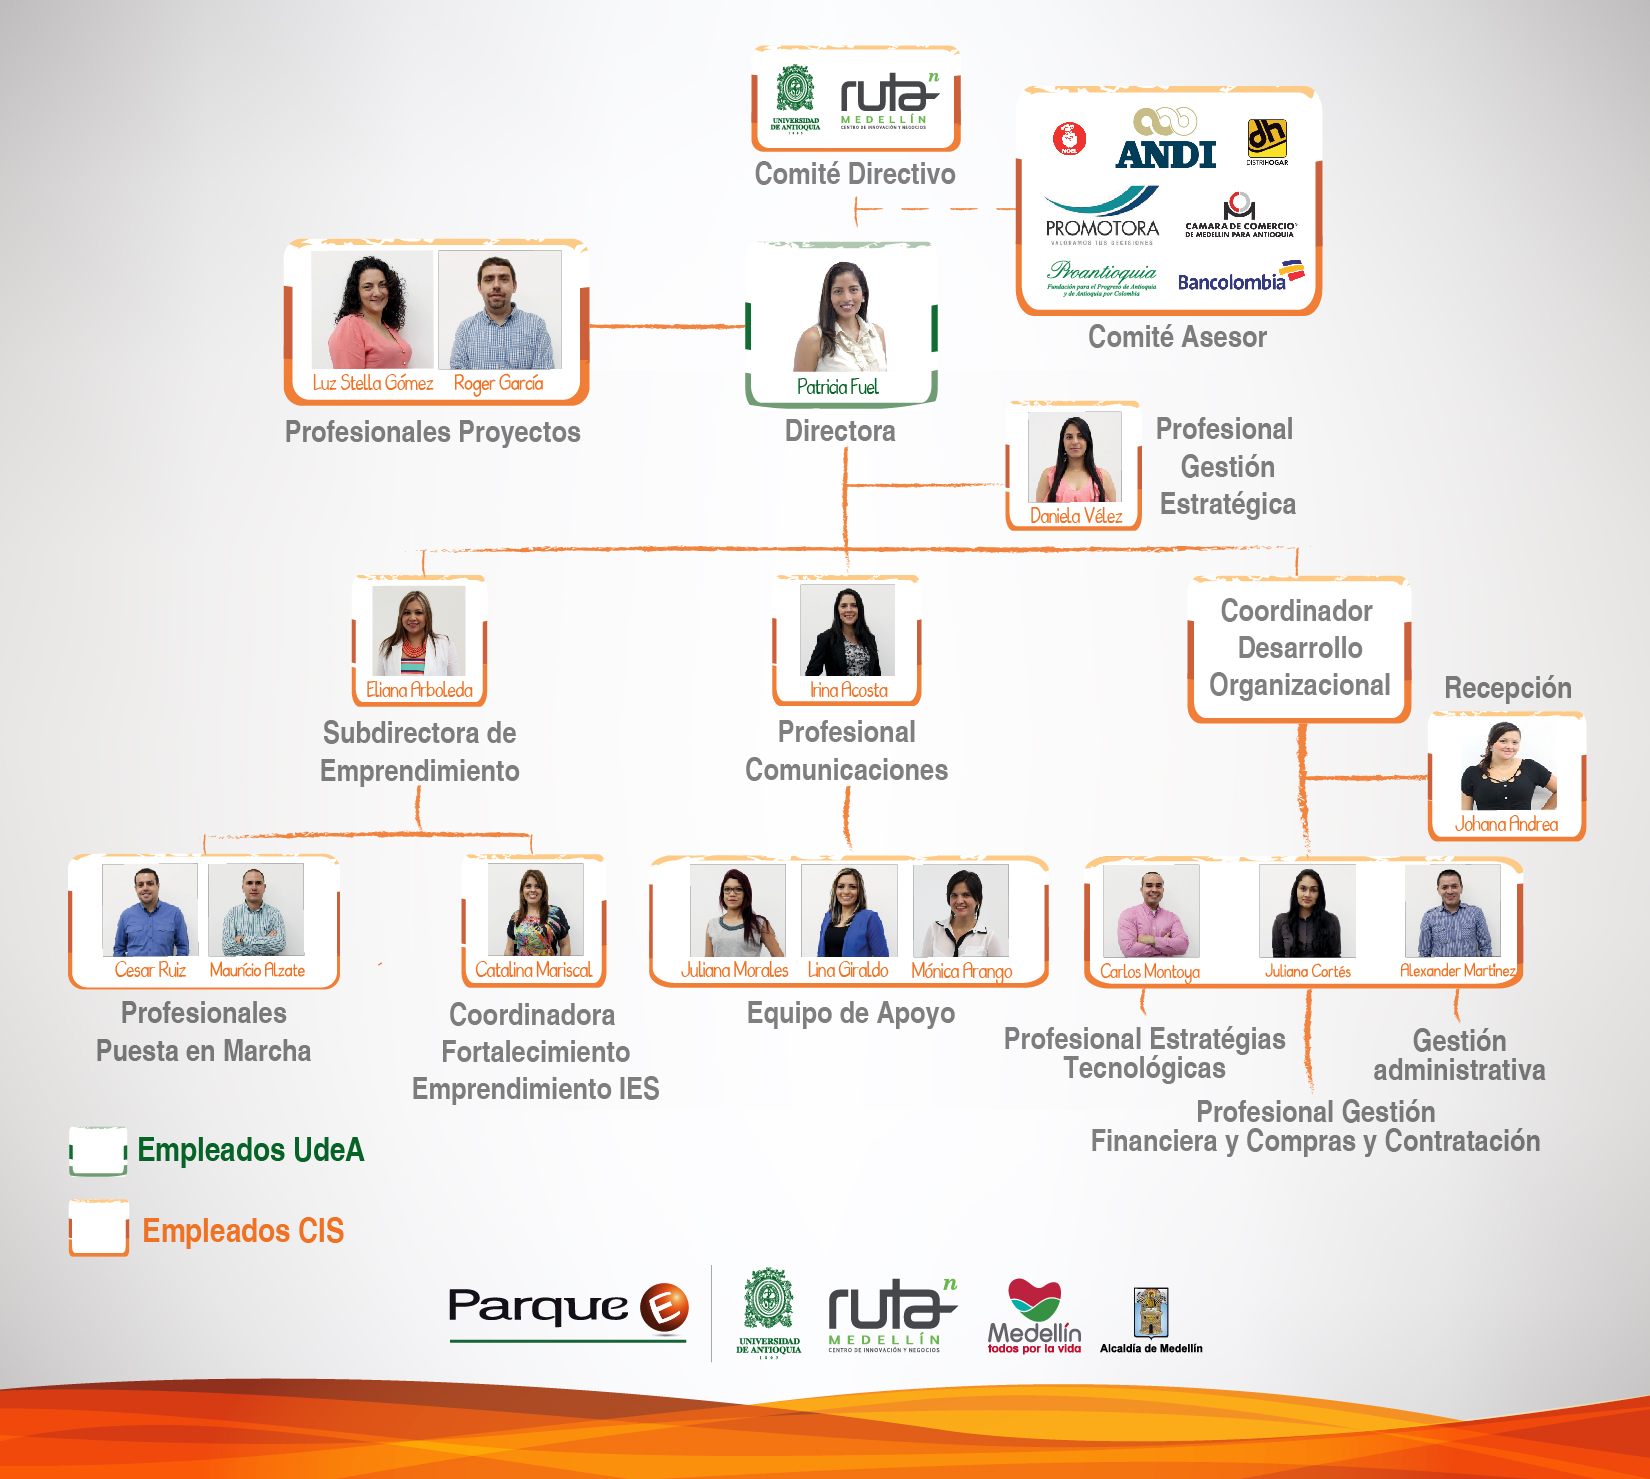 UNIVERSIDAD
DE ANTIOQUIA
1803
ruta n
MEDELLÍN
CENTRO DE INNOVACIÓN Y NEGOCIOS
Comité Directivo
NOEL
ANDI
dh
DISTRIHOGAR
PROMOTORA
VALORAMOS TUS DECISIONES
CAMARA DE COMERCIO®
DE MEDELLIN PARA ANTIOQUIA
Proantioquia
Fundación para el Progreso de Antioquia
y de Antioquia por Colombia
Bancolombia
Comité Asesor
Luz Stella Gómez
Roger García
Profesionales Proyectos
Patricia Fuel
Directora
Daniela Vélez
Profesional
Gestión
Estratégica
Eliana Arboleda
Subdirectora de
Emprendimiento
Irina Acosta
Profesional
Comunicaciones
Coordinador
Desarrollo
Organizacional
Recepción
Johana Andrea
Cesar Ruiz
Mauricio Alzate
Profesionales
Puesta en Marcha
Catalina Mariscal
Coordinadora
Fortalecimiento
Emprendimiento IES
Juliana Morales
Lina Giraldo
Mónica Arango
Equipo de Apoyo
Carlos Montoya
Juliana Cortés
Alexander Martinez
Profesional Estratégias
Tecnológicas
Gestión
administrativa
Profesional Gestión
Financiera y Compras y Contratación
Empleados UdeA
Empleados CIS
Parque E
UNIVERSIDAD
DE ANTIOQUIA
1803
ruta n
MEDELLÍN
CENTRO DE INNOVACIÓN Y NEGOCIOS
Medellín
todos por la vida
Alcaldía de Medellín